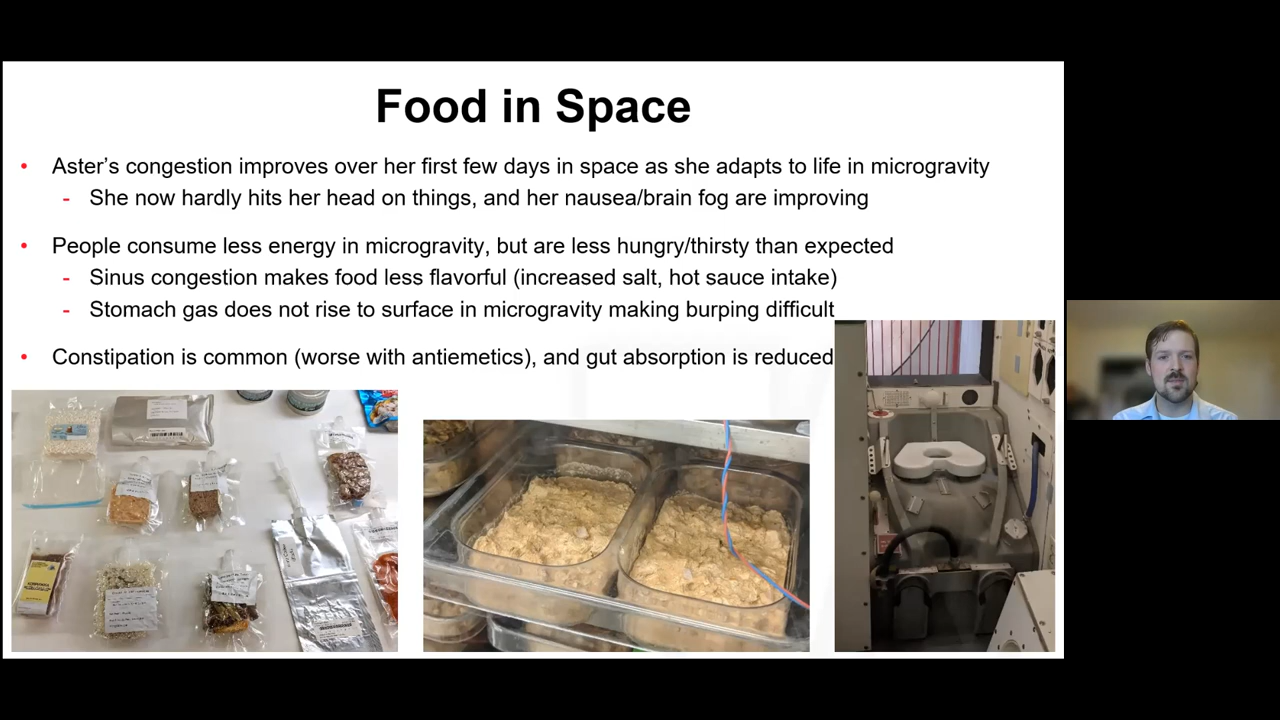 Food in Space
• Aster’s congestion improves over her first few days in space as she adapts to life in microgravity
- She now hardly hits her head on things, and her nausea/brain fog are improving
• People consume less energy in microgravity, but are less hungry/thirsty than expected
- Sinus congestion makes food less flavorful (increased salt, hot sauce intake)
- Stomach gas does not rise to surface in microgravity making burping difficult
• Constipation is common (worse with antiemetics), and gut absorption is reduced